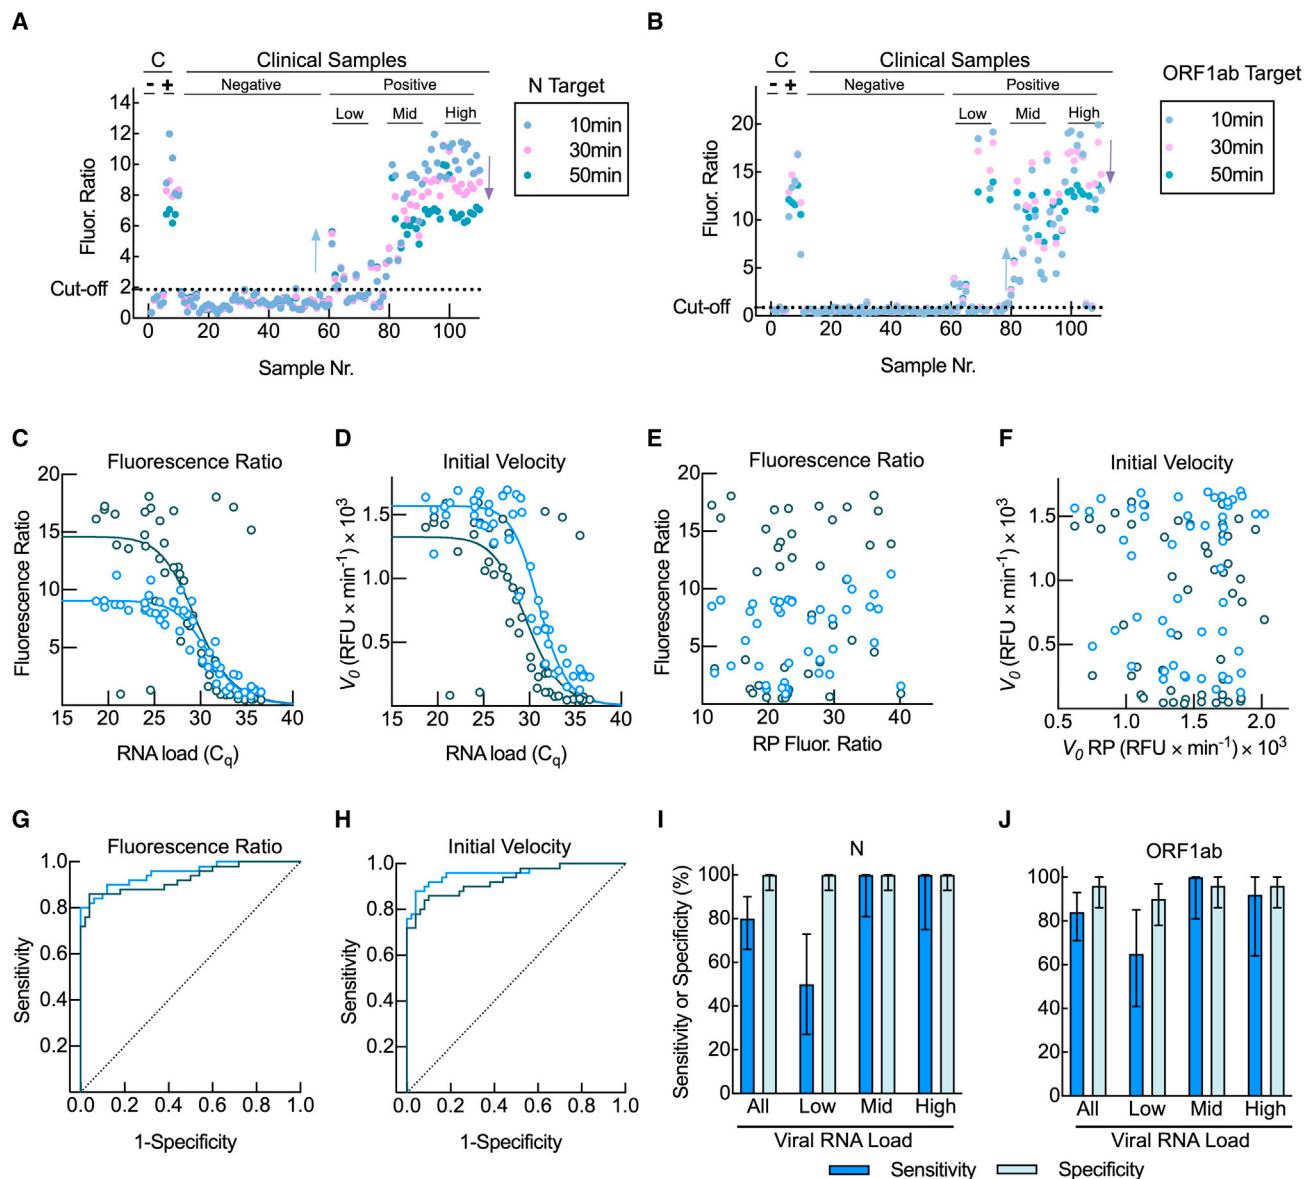 A
C
Clinical Samples
- +
Negative
Positive
Low
Mid
High
N Target
10min
30min
50min
14
12
10
8
6
4
2
0
Cut-off
Fluor. Ratio
0 20 40 60 80 100
Sample Nr.
B
C
Clinical Samples
- +
Negative
Positive
Low
Mid
High
ORF1ab Target
10min
30min
50min
20
15
10
5
0
Cut-off
Fluor. Ratio
0 20 40 60 80 100
Sample Nr.
C
Fluorescence Ratio
20
15
10
5
Fluorescence Ratio
15 20 25 30 35 40
RNA load (Cq)
D
Initial Velocity
1.5
1.0
0.5
V0 (RFU × min⁻¹) × 10³
15 20 25 30 35 40
RNA load (Cq)
E
Fluorescence Ratio
20
15
10
5
Fluorescence Ratio
10 20 30 40
RP Fluor. Ratio
F
Initial Velocity
1.5
1.0
0.5
V0 (RFU × min⁻¹) × 10³
0.5 1.0 1.5 2.0
V0 RP (RFU × min⁻¹) × 10³
G
Fluorescence Ratio
1.0
0.8
0.6
0.4
0.2
Sensitivity
0.0 0.2 0.4 0.6 0.8 1.0
1-Specificity
H
Initial Velocity
1.0
0.8
0.6
0.4
0.2
Sensitivity
0.0 0.2 0.4 0.6 0.8 1.0
1-Specificity
I
N
100
80
60
40
20
0
Sensitivity or Specificity (%)
All Low Mid High
Viral RNA Load
J
ORF1ab
100
80
60
40
20
0
All Low Mid High
Viral RNA Load
Sensitivity Specificity